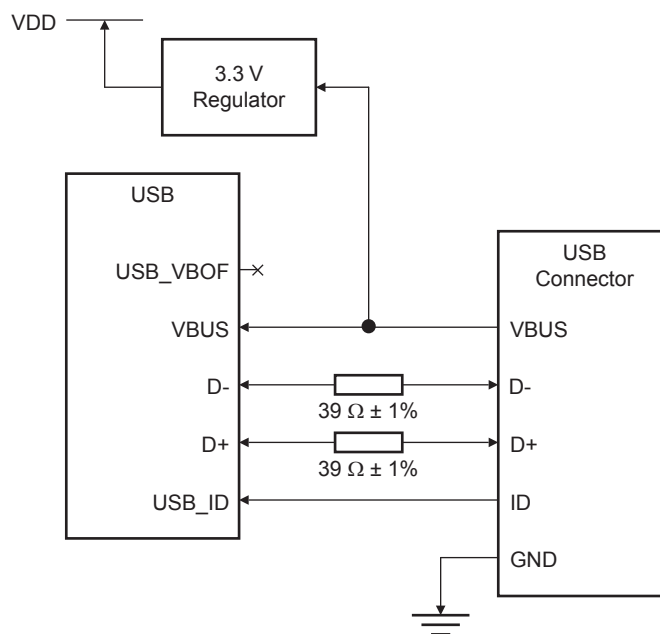 VDD
3.3 V
Regulator
USB
USB_VBOF
VBUS
D-
D+
USB_ID
39 Ω ± 1%
39 Ω ± 1%
USB
Connector
VBUS
D-
D+
ID
GND